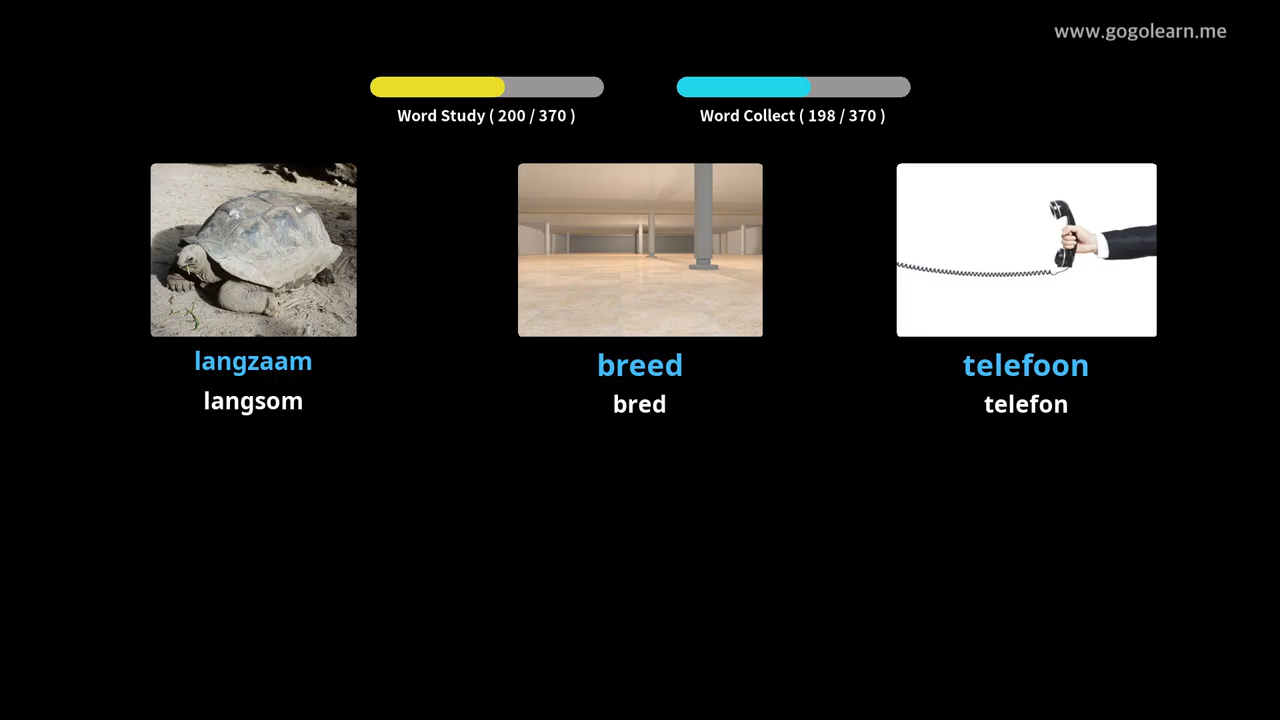 www.gogolearn.me
Word Study ( 200 / 370 )
Word Collect ( 198 / 370 )
langzaam
langsom
breed
bred
telefoon
telefon